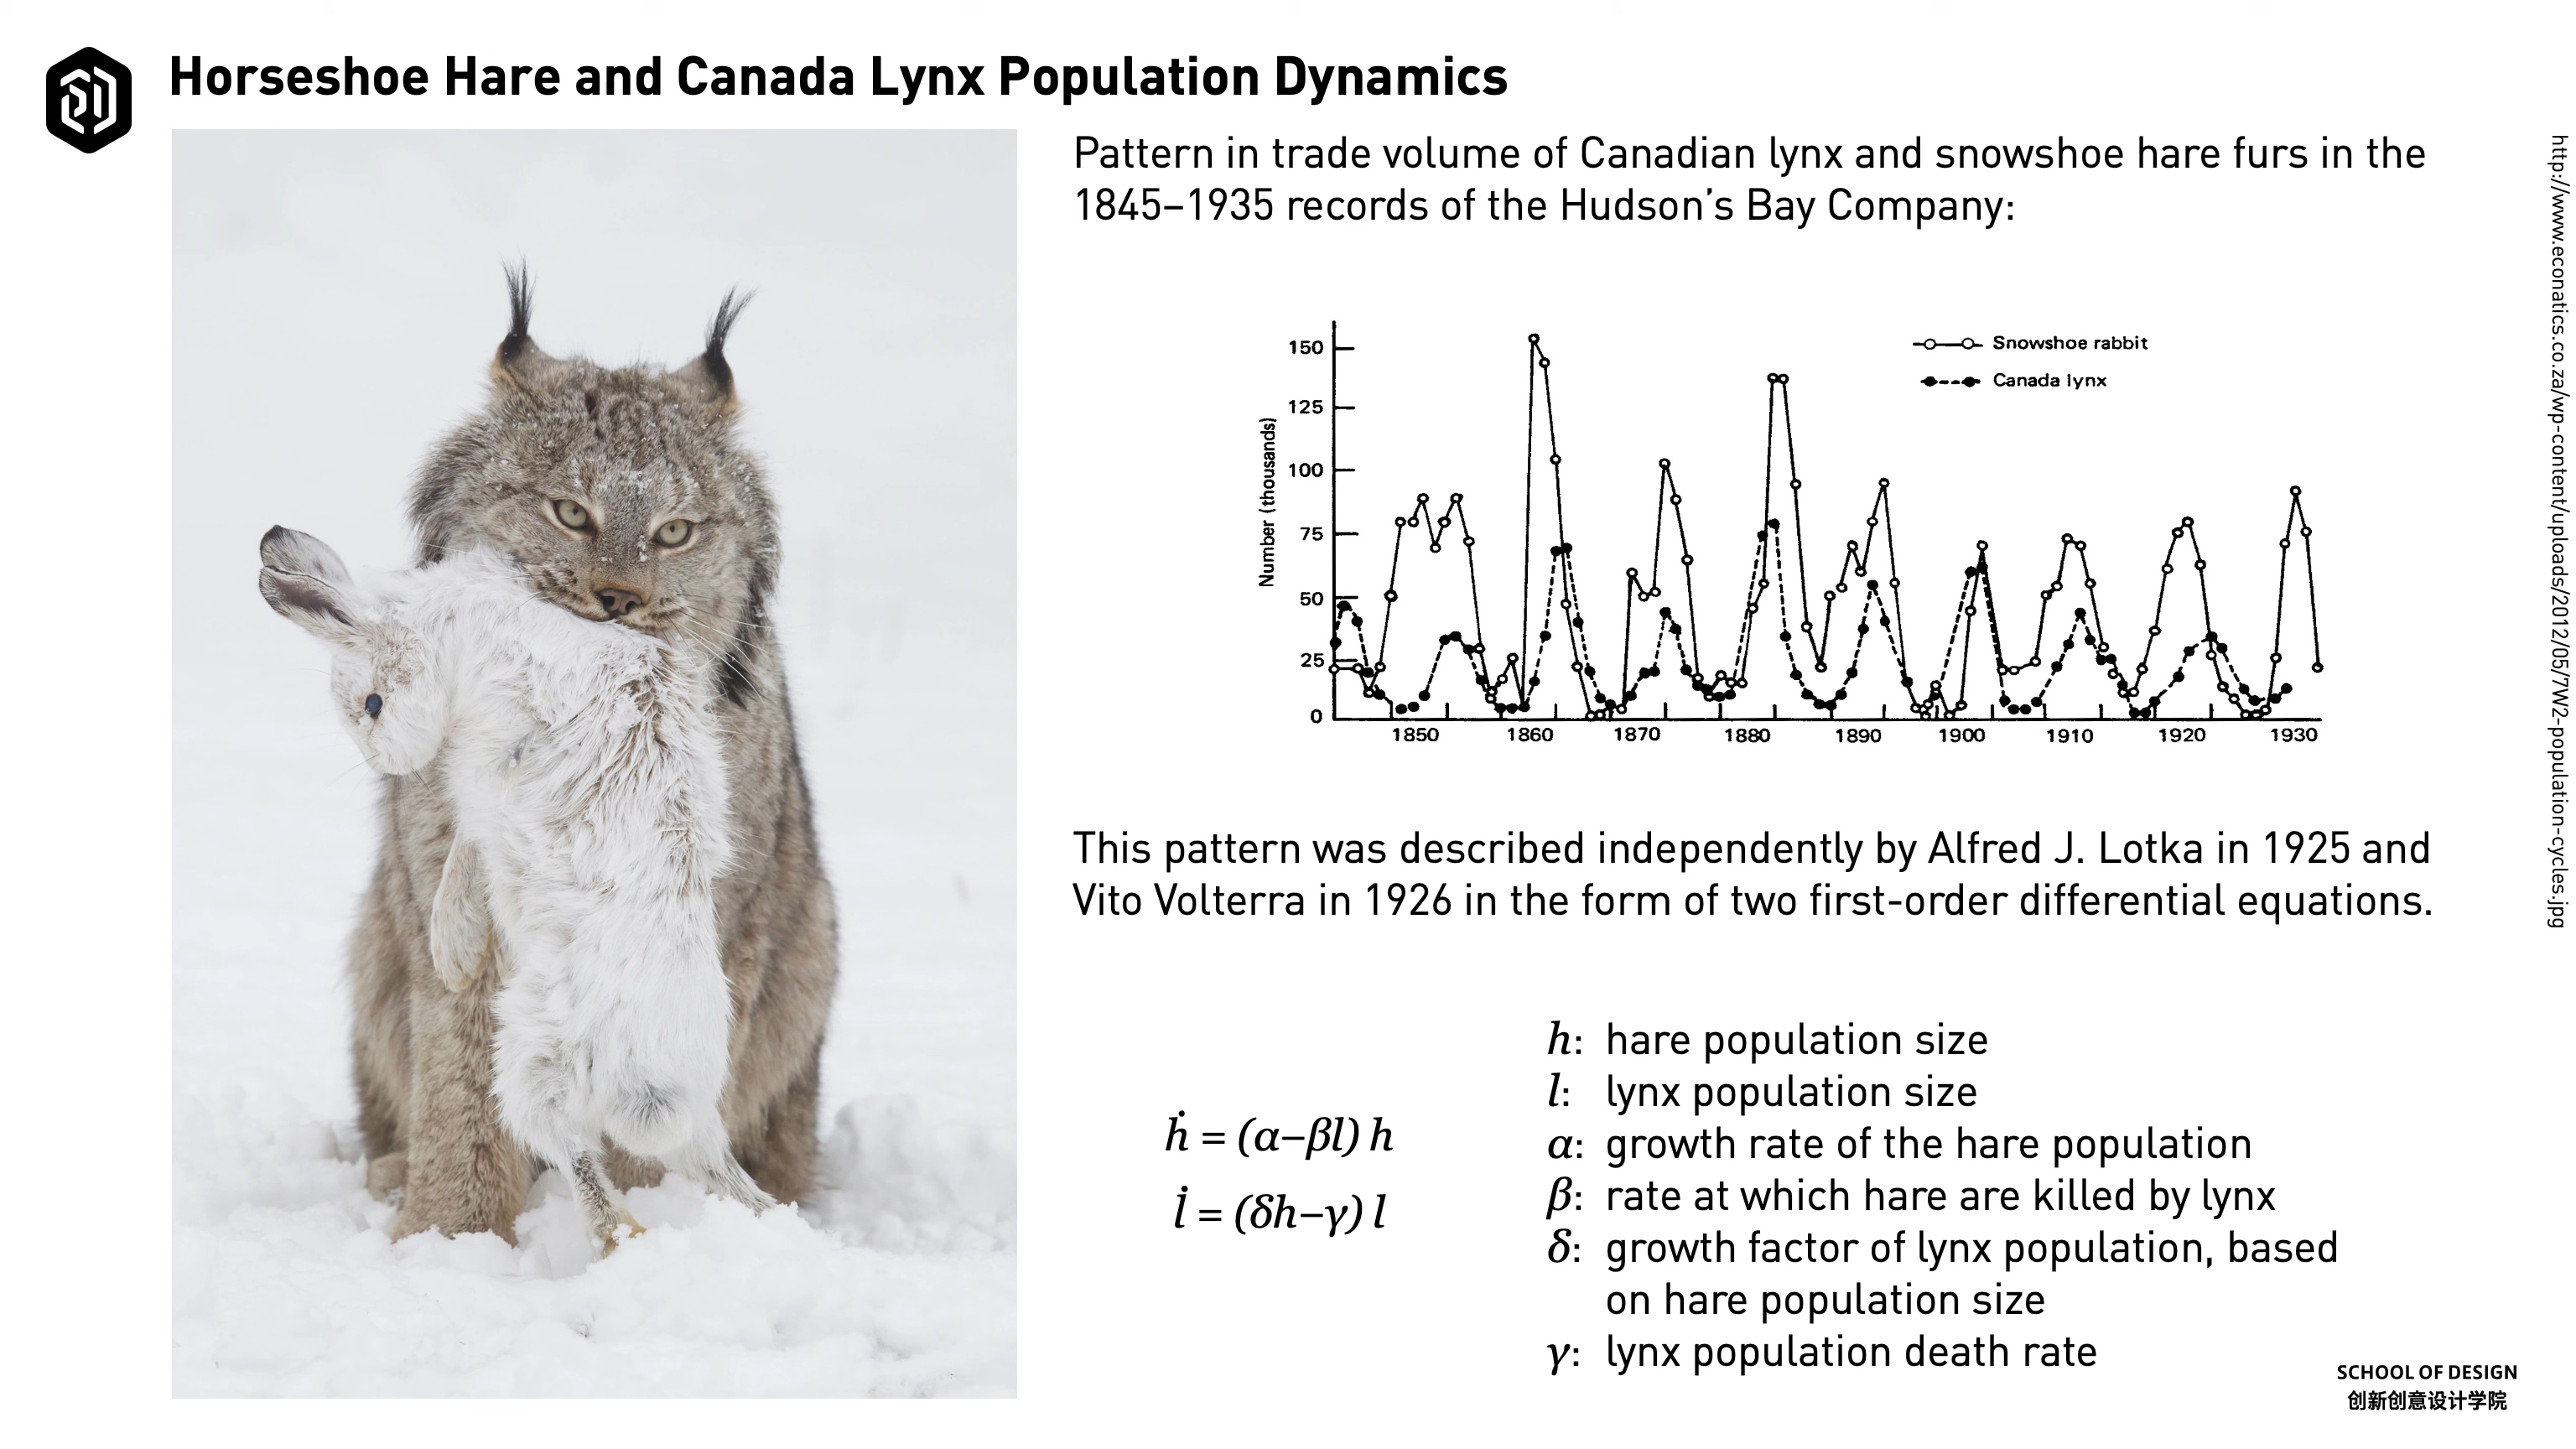 Horseshoe Hare and Canada Lynx Population Dynamics
Pattern in trade volume of Canadian lynx and snowshoe hare furs in the
1845–1935 records of the Hudson's Bay Company:
Number (thousands)
150
125
100
75
50
25
0
Snowshoe rabbit
Canada lynx
1850 1860 1870 1880 1890 1900 1910 1920 1930
This pattern was described independently by Alfred J. Lotka in 1925 and
Vito Volterra in 1926 in the form of two first-order differential equations.
ḣ = (α–βl) h
l̇ = (δh–γ) l
h: hare population size
l: lynx population size
α: growth rate of the hare population
β: rate at which hare are killed by lynx
δ: growth factor of lynx population, based
on hare population size
γ: lynx population death rate
http://www.econatics.co.za/wp-content/uploads/2012/05/7W2-population-cycles.jpg
SCHOOL OF DESIGN
创新创意设计学院